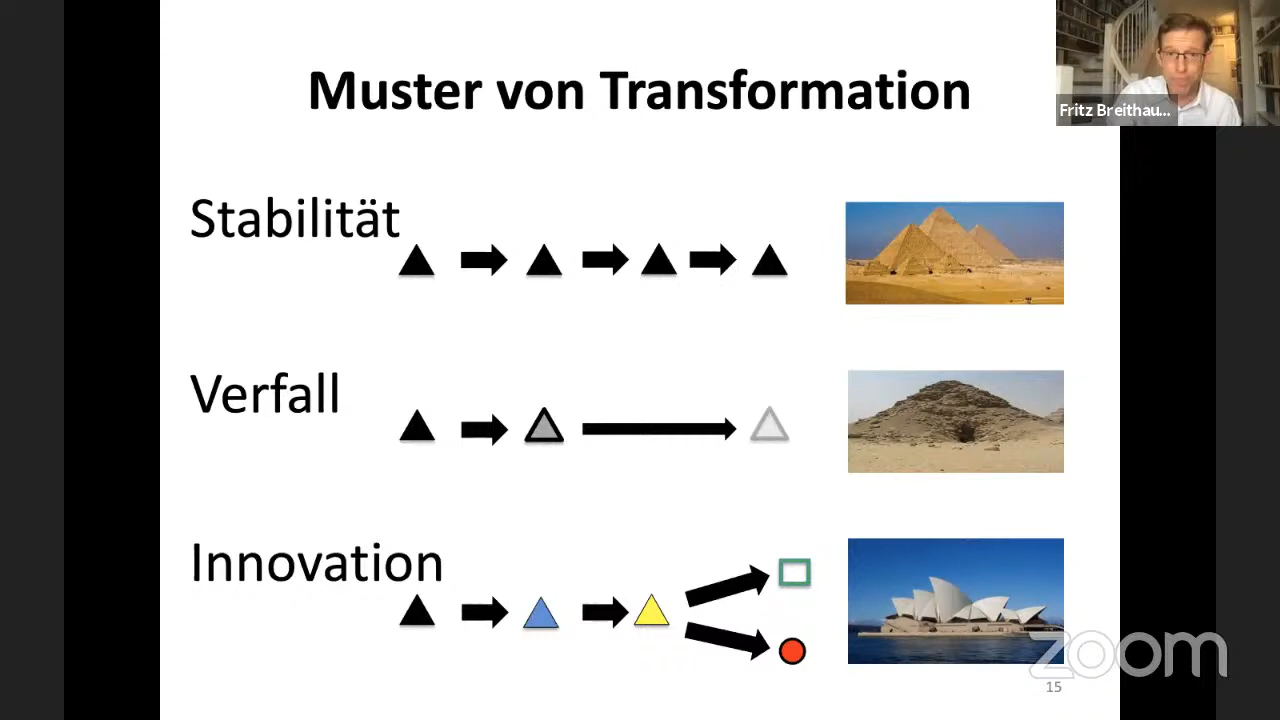 Muster von Transformation
Fritz Breithau...
Stabilität
Verfall
Innovation
zoom
15